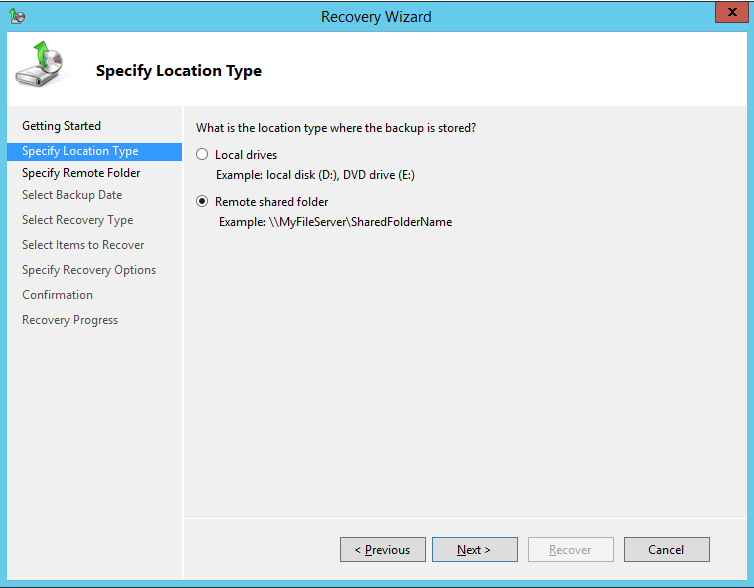 Recovery Wizard
x
Specify Location Type
Getting Started
Specify Location Type
Specify Remote Folder
Select Backup Date
Select Recovery Type
Select Items to Recover
Specify Recovery Options
Confirmation
Recovery Progress
What is the location type where the backup is stored?
Local drives
Example: local disk (D:), DVD drive (E:)
Remote shared folder
Example: \\MyFileServer\SharedFolderName
< Previous
Next >
Recover
Cancel